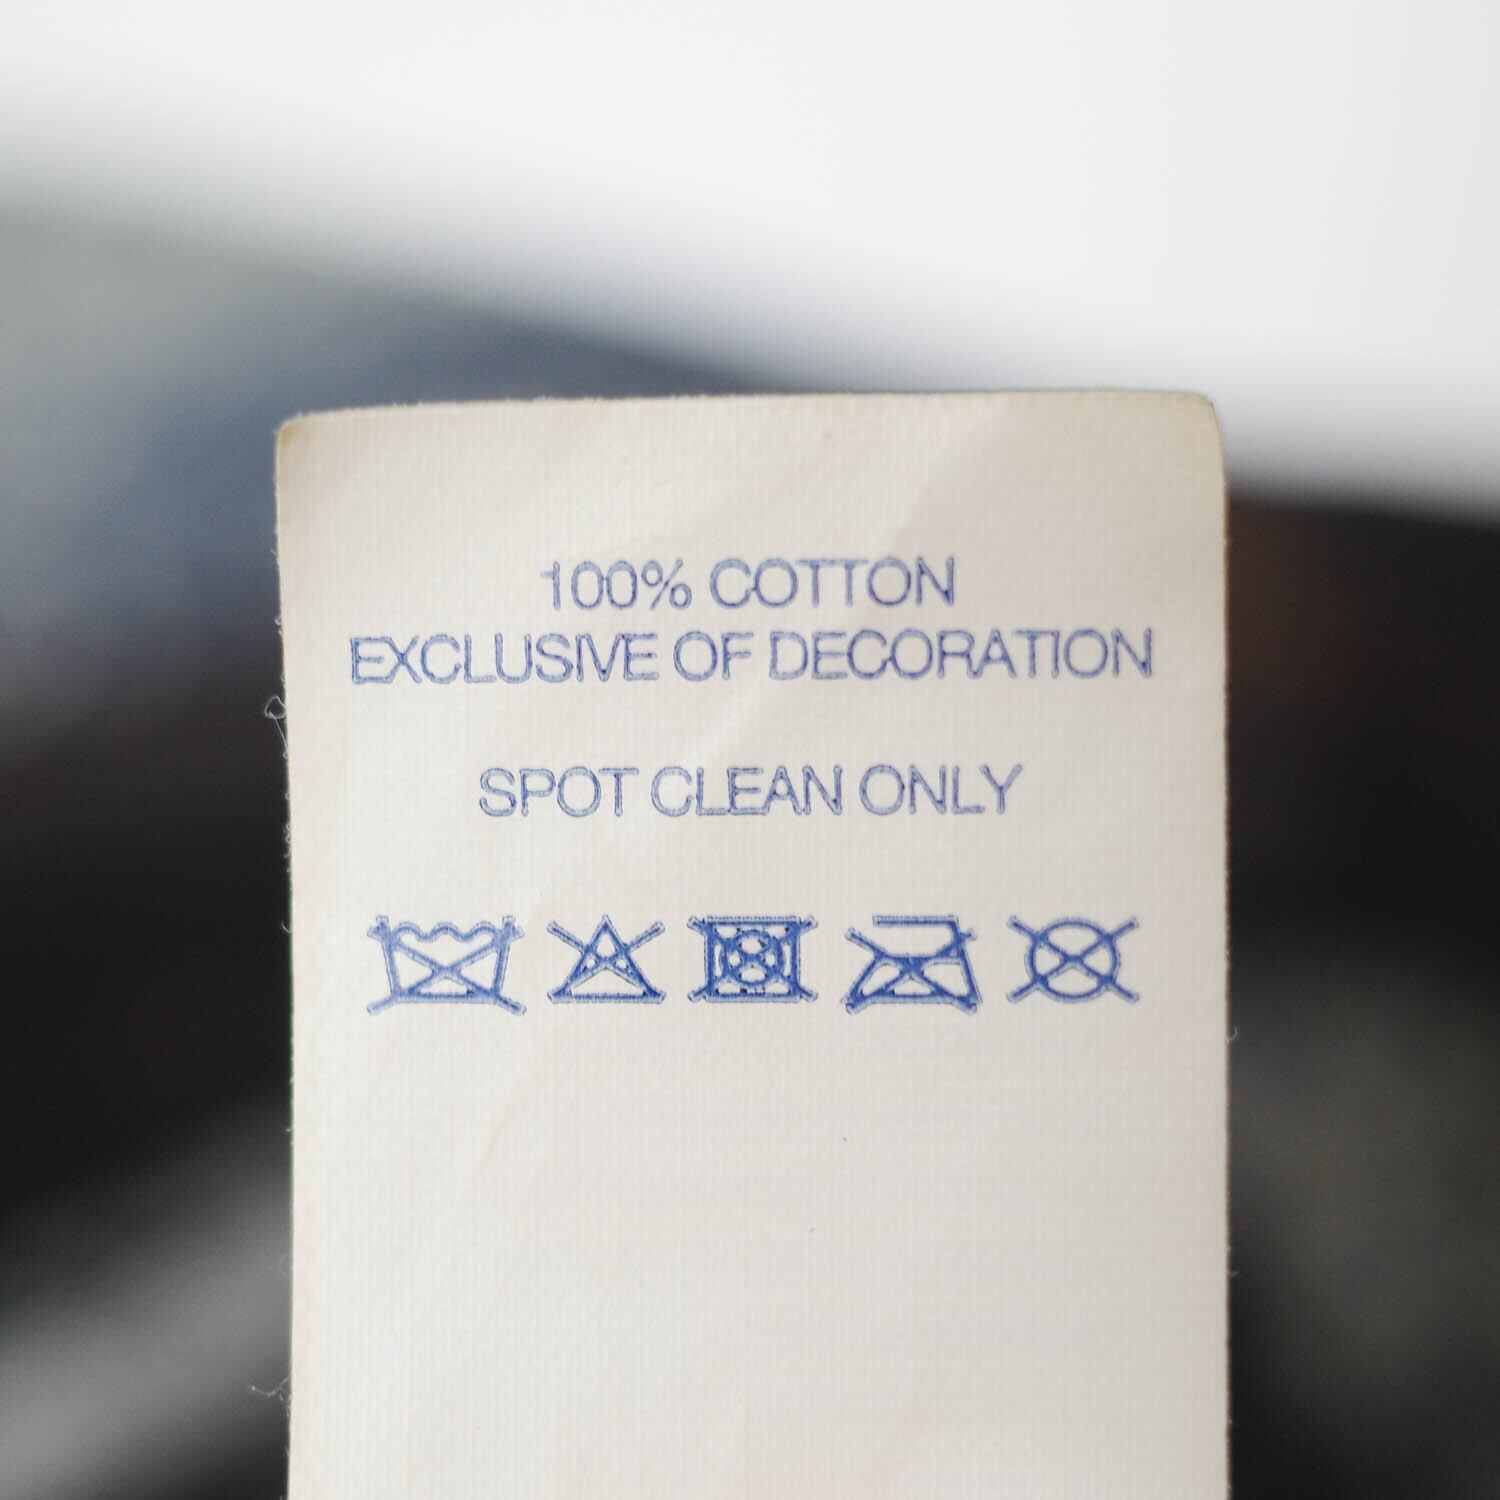 100% COTTON
EXCLUSIVE OF DECORATION
SPOT CLEAN ONLY